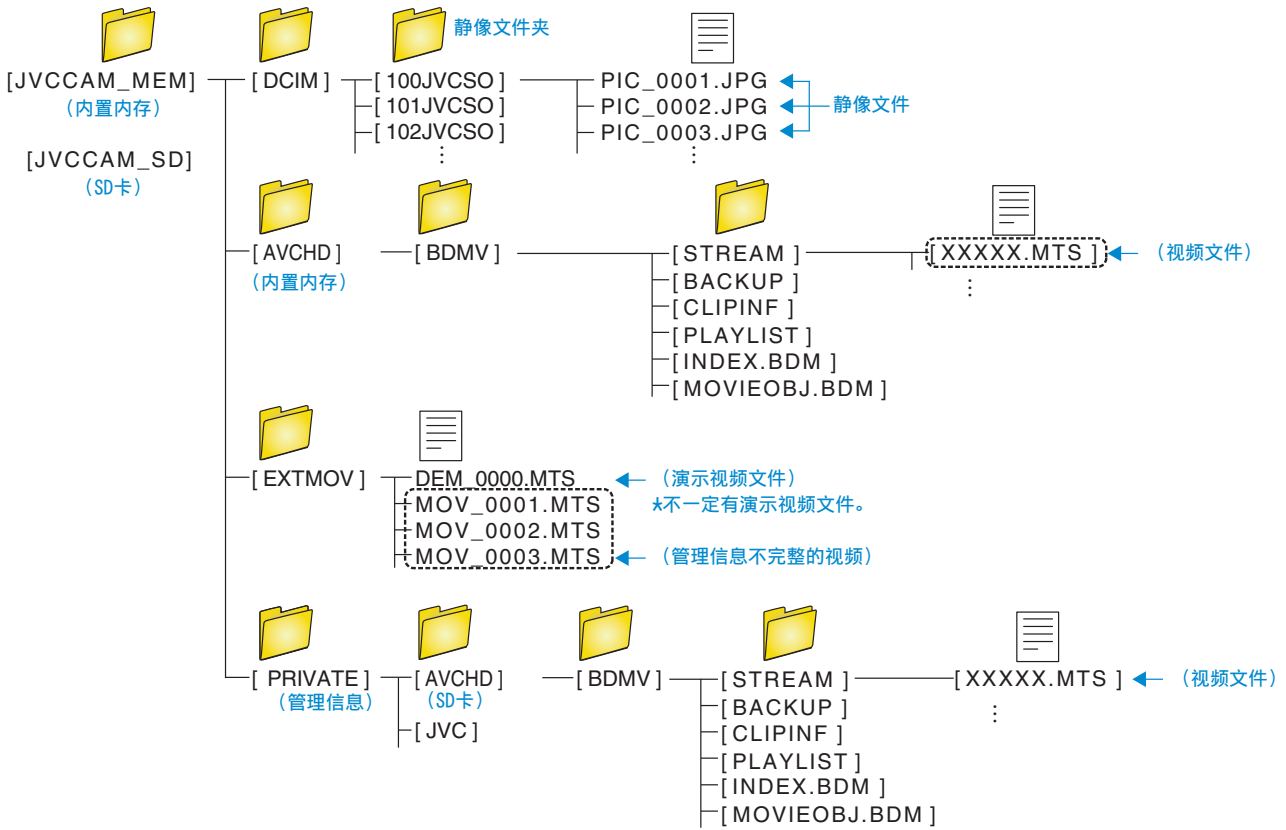 静像文件夹
[JVCCAM_MEM] [DCIM] [100JVCSO] PIC_0001.JPG
(内置内存) [101JVCSO] PIC_0002.JPG 静像文件
[102JVCSO] PIC_0003.JPG
[JVCCAM_SD]
(SD卡)
[AVCHD] [BDMV] [STREAM] [XXXXX.MTS] (视频文件)
(内置内存) [BACKUP]
[CLIPINF]
[PLAYLIST]
[INDEX.BDM]
[MOVIEOBJ.BDM]
[EXTMOV] DEM_0000.MTS (演示视频文件)
MOV_0001.MTS *不一定有演示视频文件。
MOV_0002.MTS
MOV_0003.MTS (管理信息不完整的视频)
[PRIVATE] [AVCHD] [BDMV] [STREAM] [XXXXX.MTS] (视频文件)
(管理信息) (SD卡) [BACKUP]
[JVC] [CLIPINF]
[PLAYLIST]
[INDEX.BDM]
[MOVIEOBJ.BDM]